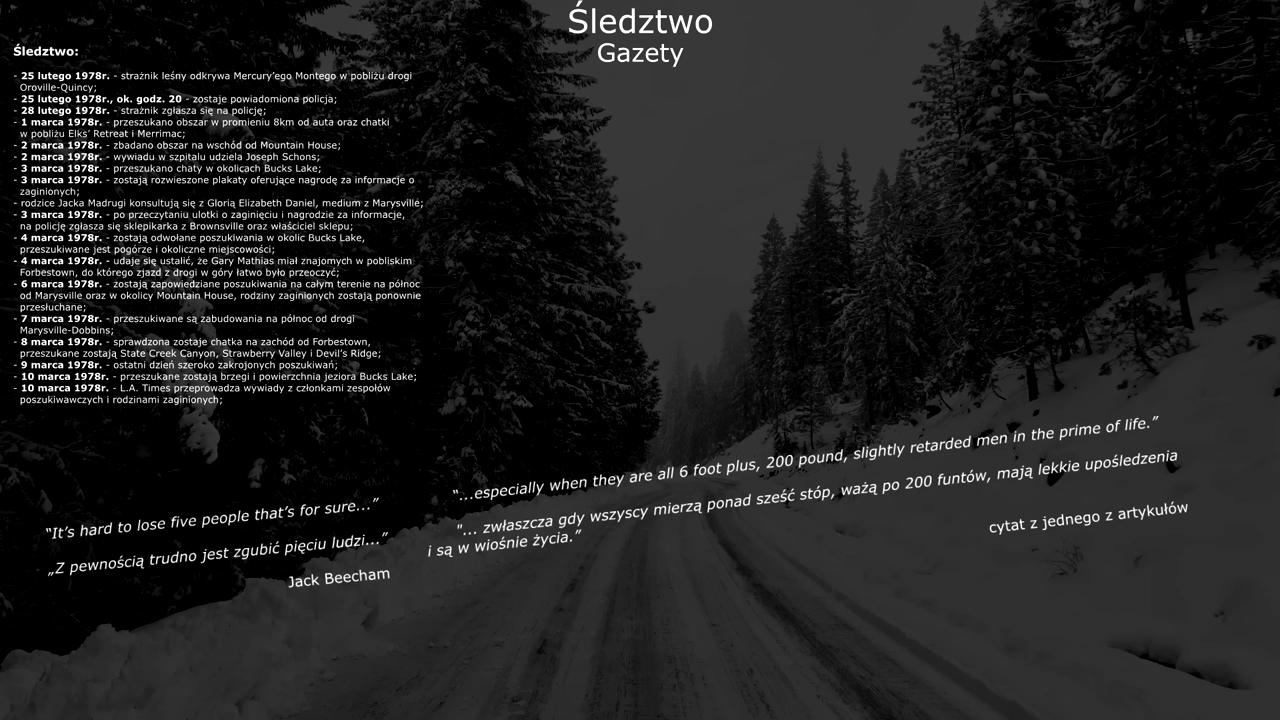 Śledztwo
Gazety
Śledztwo:
- 25 lutego 1978r. - strażnik leśny odkrywa Mercury’ego Montego w pobliżu drogi
Oroville-Quincy;
- 25 lutego 1978r., ok. godz. 20 - zostaje powiadomiona policja;
- 28 lutego 1978r. - strażnik zgłasza się na policję;
- 1 marca 1978r. - przeszukano obszar w promieniu 8km od auta oraz chatki
w pobliżu Elks’ Retreat i Merrimac;
- 2 marca 1978r. - zbadano obszar na wschód od Mountain House;
- 2 marca 1978r. - wywiadu w szpitalu udziela Joseph Schons;
- 3 marca 1978r. - przeszukano chaty w okolicach Bucks Lake;
- 3 marca 1978r. - zostają rozwieszone plakaty oferujące nagrodę za informacje o
zaginionych;
- rodzice Jacka Madrugi konsultują się z Glorią Elizabeth Daniel, medium z Marysville;
- 3 marca 1978r. - po przeczytaniu ulotki o zaginięciu i nagrodzie za informacje,
na policję zgłasza się sklepikarka z Brownsville oraz właściciel sklepu;
- 4 marca 1978r. - zostają odwołane poszukiwania w okolic Bucks Lake,
przeszukiwane jest pogórze i okoliczne miejscowości;
- 4 marca 1978r. - udaje się ustalić, że Gary Mathias miał znajomych w pobliskim
Forbestown, do którego zjazd z drogi w góry łatwo było przeoczyć;
- 6 marca 1978r. - zostają zapowiedziane poszukiwania na całym terenie na północ
od Marysville oraz w okolicy Mountain House, rodziny zaginionych zostają ponownie
przesłuchane;
- 7 marca 1978r. - przeszukiwane są zabudowania na północ od drogi
Marysville-Dobbins;
- 8 marca 1978r. - sprawdzona zostaje chatka na zachód od Forbestown,
przeszukane zostają State Creek Canyon, Strawberry Valley i Devil’s Ridge;
- 9 marca 1978r. - ostatni dzień szeroko zakrojonych poszukiwań;
- 10 marca 1978r. - przeszukane zostają brzegi i powierzchnia jeziora Bucks Lake;
- 10 marca 1978r. - L.A. Times przeprowadza wywiady z członkami zespołów
poszukiwawczych i rodzinami zaginionych;
“It’s hard to lose five people that’s for sure...”
„Z pewnością trudno jest zgubić pięciu ludzi...”
Jack Beecham
“...especially when they are all 6 foot plus, 200 pound, slightly retarded men in the prime of life.”
"... zwłaszcza gdy wszyscy mierzą ponad sześć stóp, ważą po 200 funtów, mają lekkie upośledzenia
i są w wiośnie życia.”
cytat z jednego z artykułów